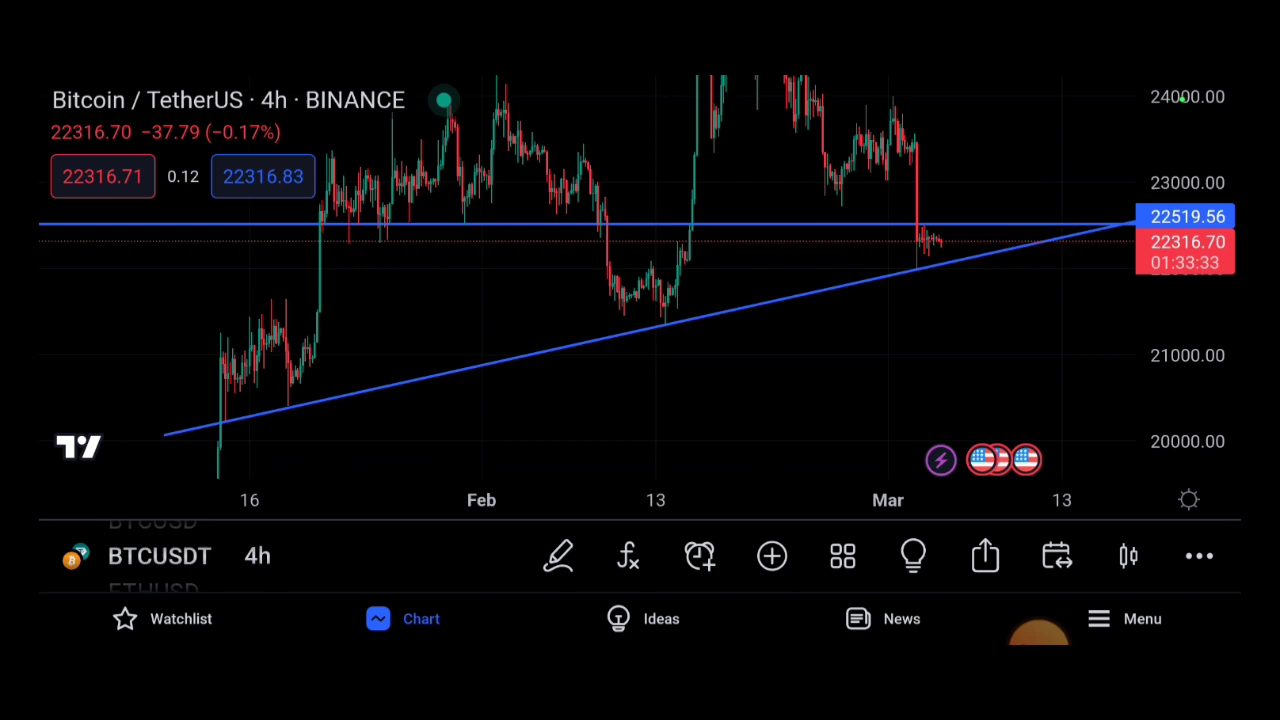 Bitcoin / TetherUS · 4h · BINANCE
22316.70 −37.79 (−0.17%)
22316.71 0.12 22316.83
24000.00
23000.00
22519.56
22316.70
01:33:33
21000.00
20000.00
16 Feb 13 Mar 13
BTCUSD
BTCUSDT 4h
ETHUSD
Watchlist Chart Ideas News Menu